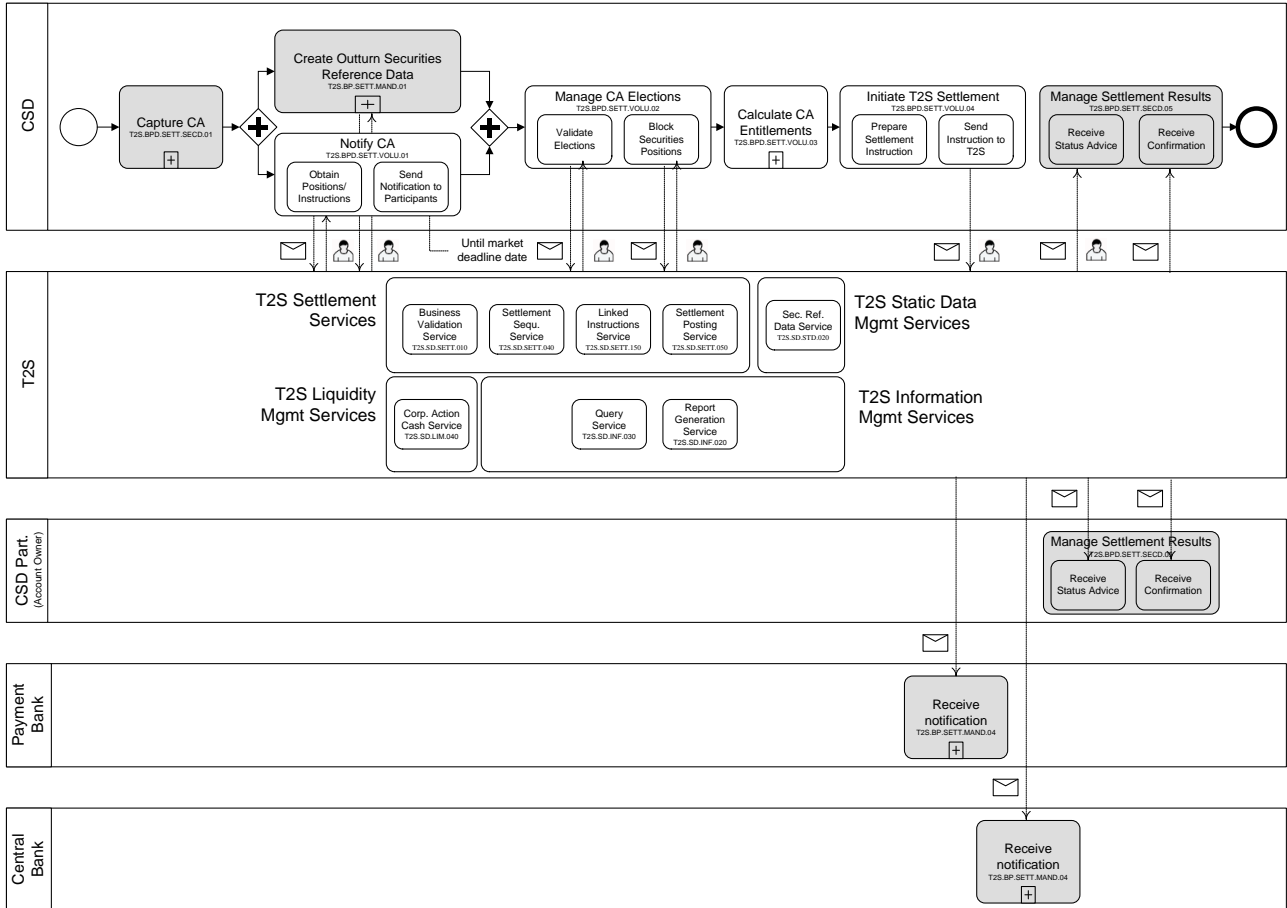 CSD
Capture CA
T2S.BPD.SETT.SECD.01
Create Outturn Securities
Reference Data
T2S.BP.SETT.MAND.01
Notify CA
T2S.BPD.SETT.VOLU.01
Obtain
Positions/
Instructions
Send
Notification to
Participants
Manage CA Elections
T2S.BPD.SETT.VOLU.02
Validate
Elections
Block
Securities
Positions
Calculate CA
Entitlements
T2S.BPD.SETT.VOLU.03
Initiate T2S Settlement
T2S.BPD.SETT.VOLU.04
Prepare
Settlement
Instruction
Send
Instruction to
T2S
Manage Settlement Results
T2S.BPD.SETT.SECD.05
Receive
Status Advice
Receive
Confirmation
Until market
deadline date
T2S
T2S Settlement
Services
Business
Validation
Service
T2S.SD.SETT.010
Settlement
Sequ.
Service
T2S.SD.SETT.040
Linked
Instructions
Service
T2S.SD.SETT.150
Settlement
Posting
Service
T2S.SD.SETT.050
Sec. Ref.
Data Service
T2S.SD.STD.020
T2S Static Data
Mgmt Services
T2S Liquidity
Mgmt Services
Corp. Action
Cash Service
T2S.SD.LIM.040
Query
Service
T2S.SD.INF.030
Report
Generation
Service
T2S.SD.INF.020
T2S Information
Mgmt Services
CSD Part.
(Account Owner)
Manage Settlement Results
Receive
Status Advice
Receive
Confirmation
Payment
Bank
Receive
notification
T2S.BP.SETT.MAND.04
Central
Bank
Receive
notification
T2S.BP.SETT.MAND.04